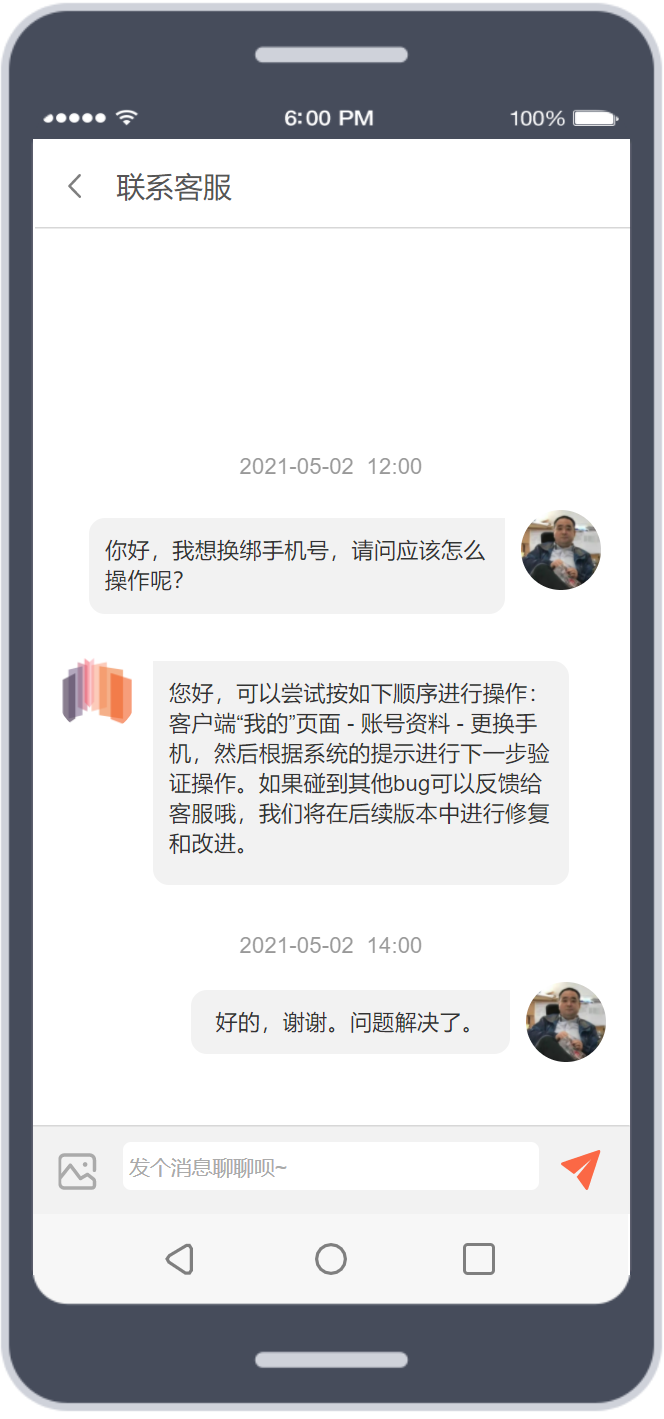 6:00 PM
100%
联系客服
2021-05-02 12:00
你好，我想换绑手机号，请问应该怎么
操作呢？
您好，可以尝试按如下顺序进行操作：
客户端“我的”页面 - 账号资料 - 更换手
机，然后根据系统的提示进行下一步验
证操作。如果碰到其他bug可以反馈给
客服哦，我们将在后续版本中进行修复
和改进。
2021-05-02 14:00
好的，谢谢。问题解决了。
发个消息聊聊呗~